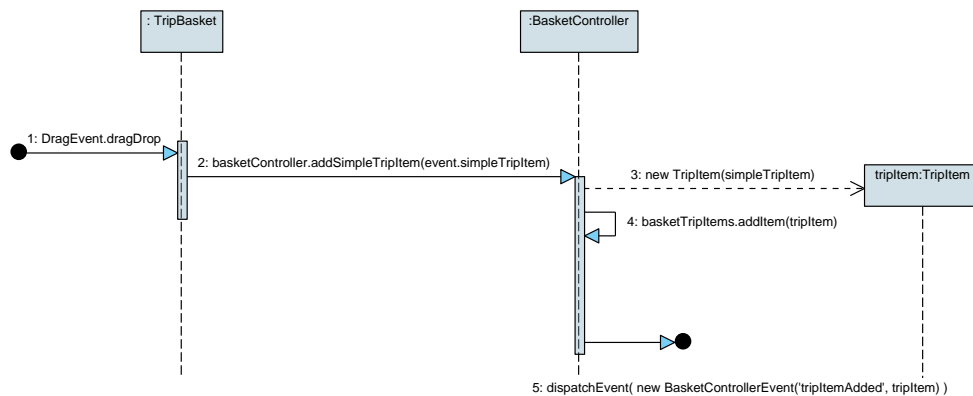 : TripBasket
:BasketController
1: DragEvent.dragDrop
2: basketController.addSimpleTripItem(event.simpleTripItem)
3: new TripItem(simpleTripItem)
tripItem:TripItem
4: basketTripItems.addItem(tripItem)
5: dispatchEvent( new BasketControllerEvent('tripItemAdded', tripItem) )